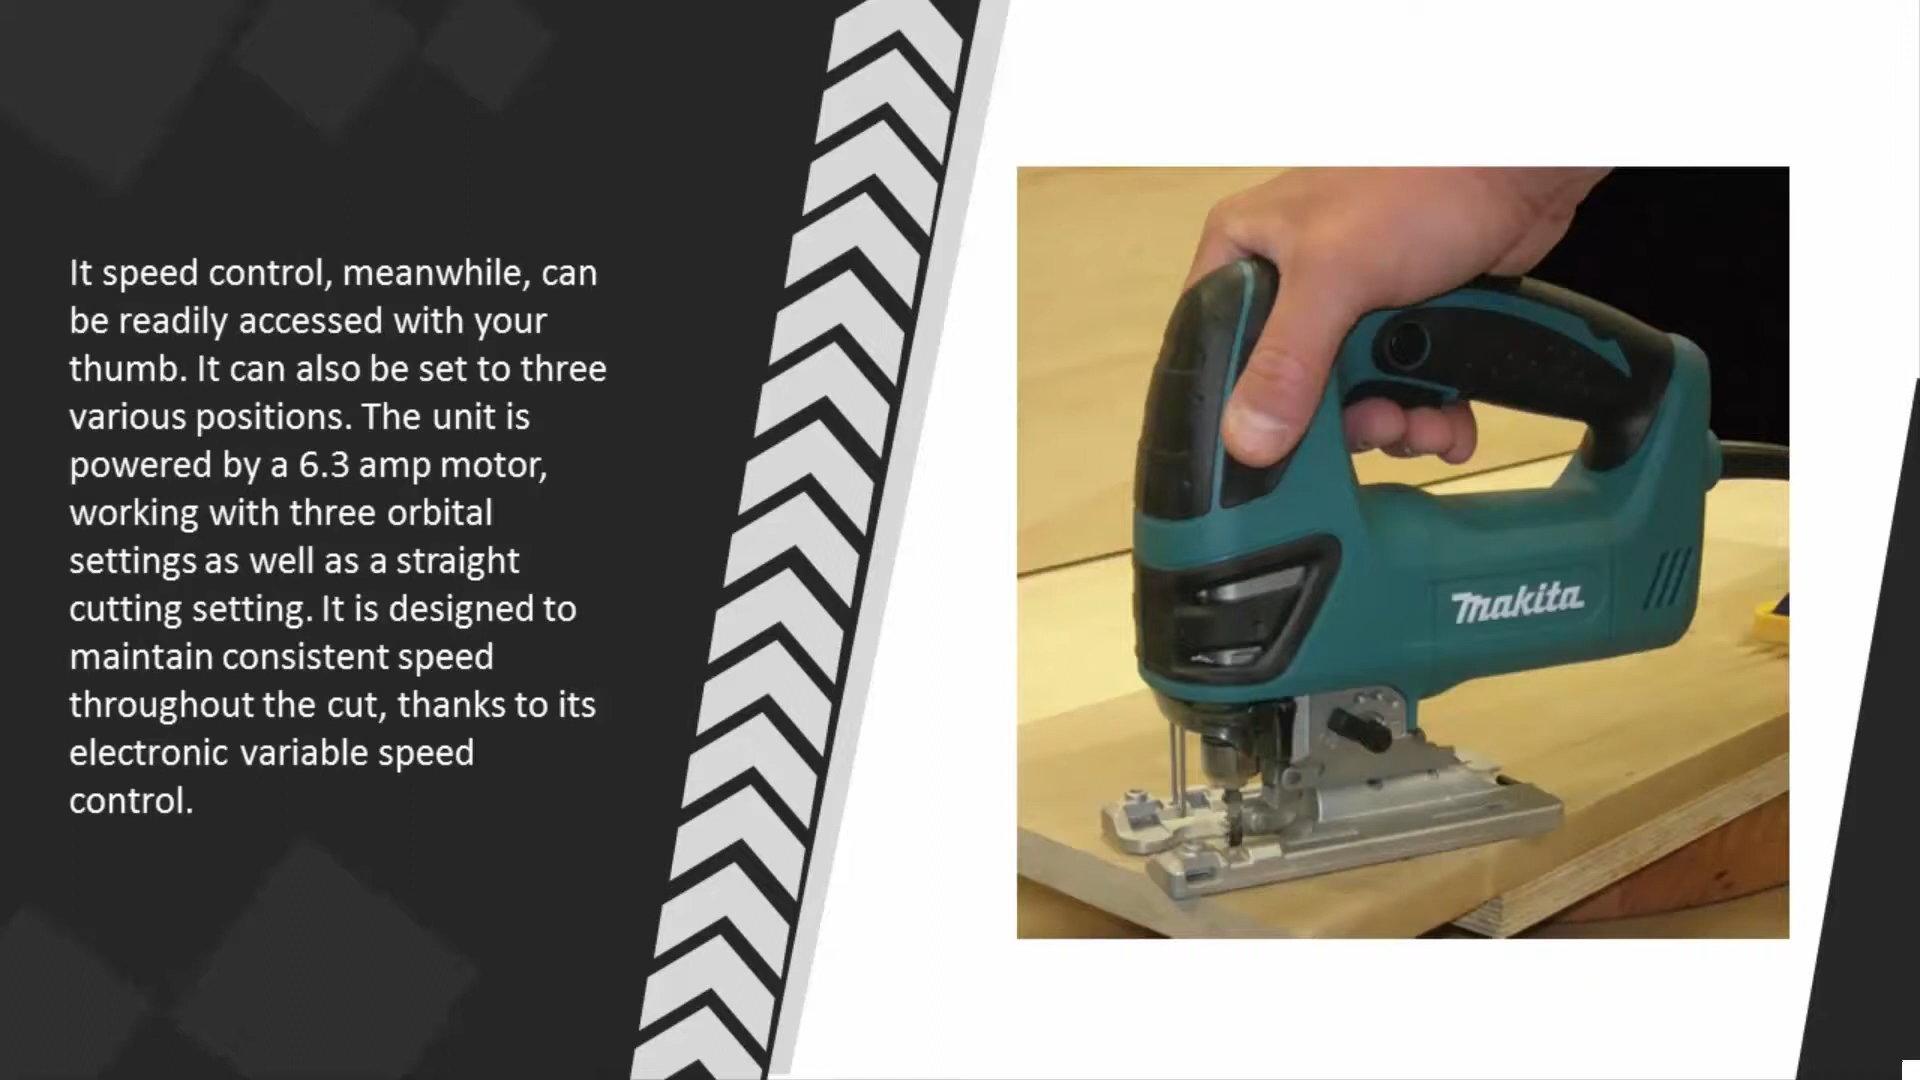 It speed control, meanwhile, can
be readily accessed with your
thumb. It can also be set to three
various positions. The unit is
powered by a 6.3 amp motor,
working with three orbital
settings as well as a straight
cutting setting. It is designed to
maintain consistent speed
throughout the cut, thanks to its
electronic variable speed
control.
makita